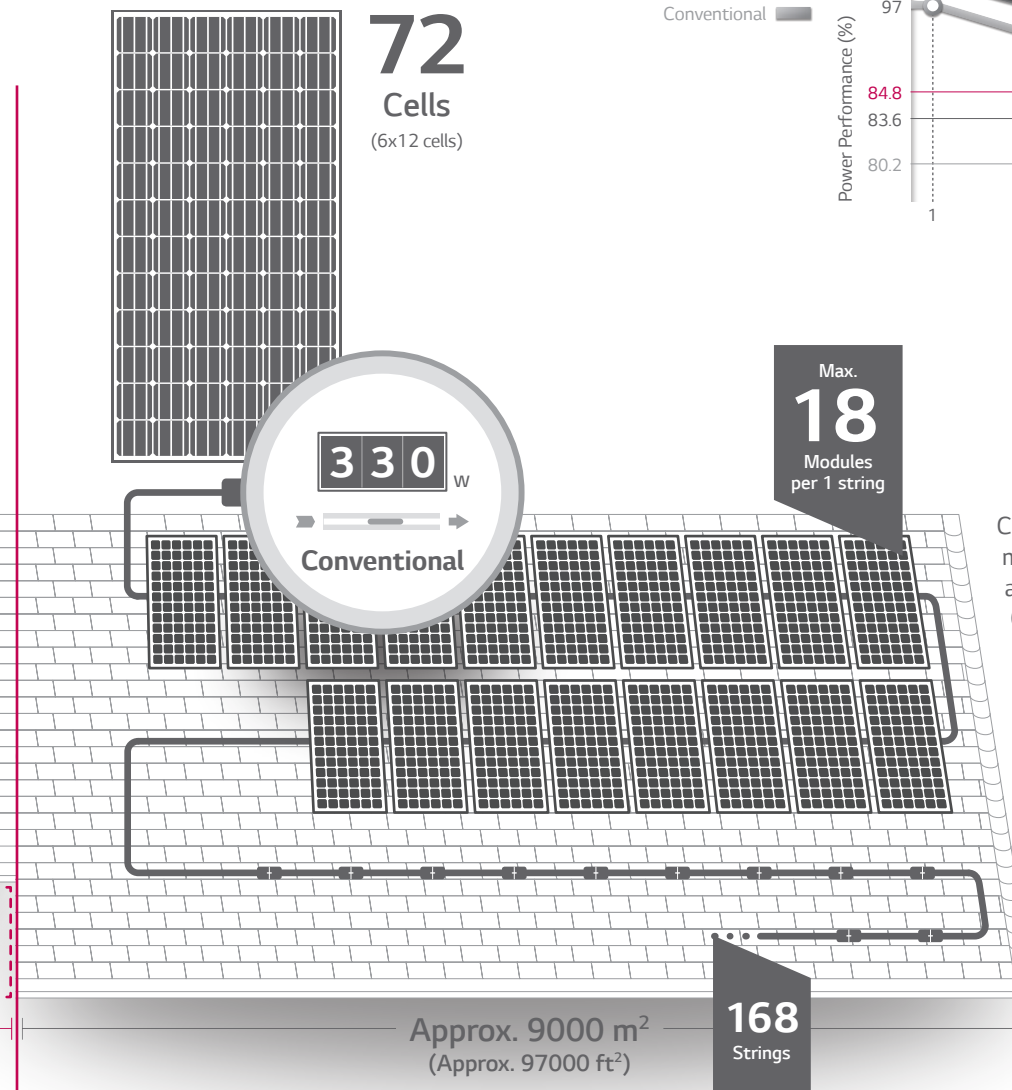 72
Cells
(6x12 cells)
Conventional
Power Performance (%)
97
84.8
83.6
80.2
1
Max.
18
Modules
per 1 string
330 W
Conventional
168
Strings
Approx. 9000 m²
(Approx. 97000 ft²)